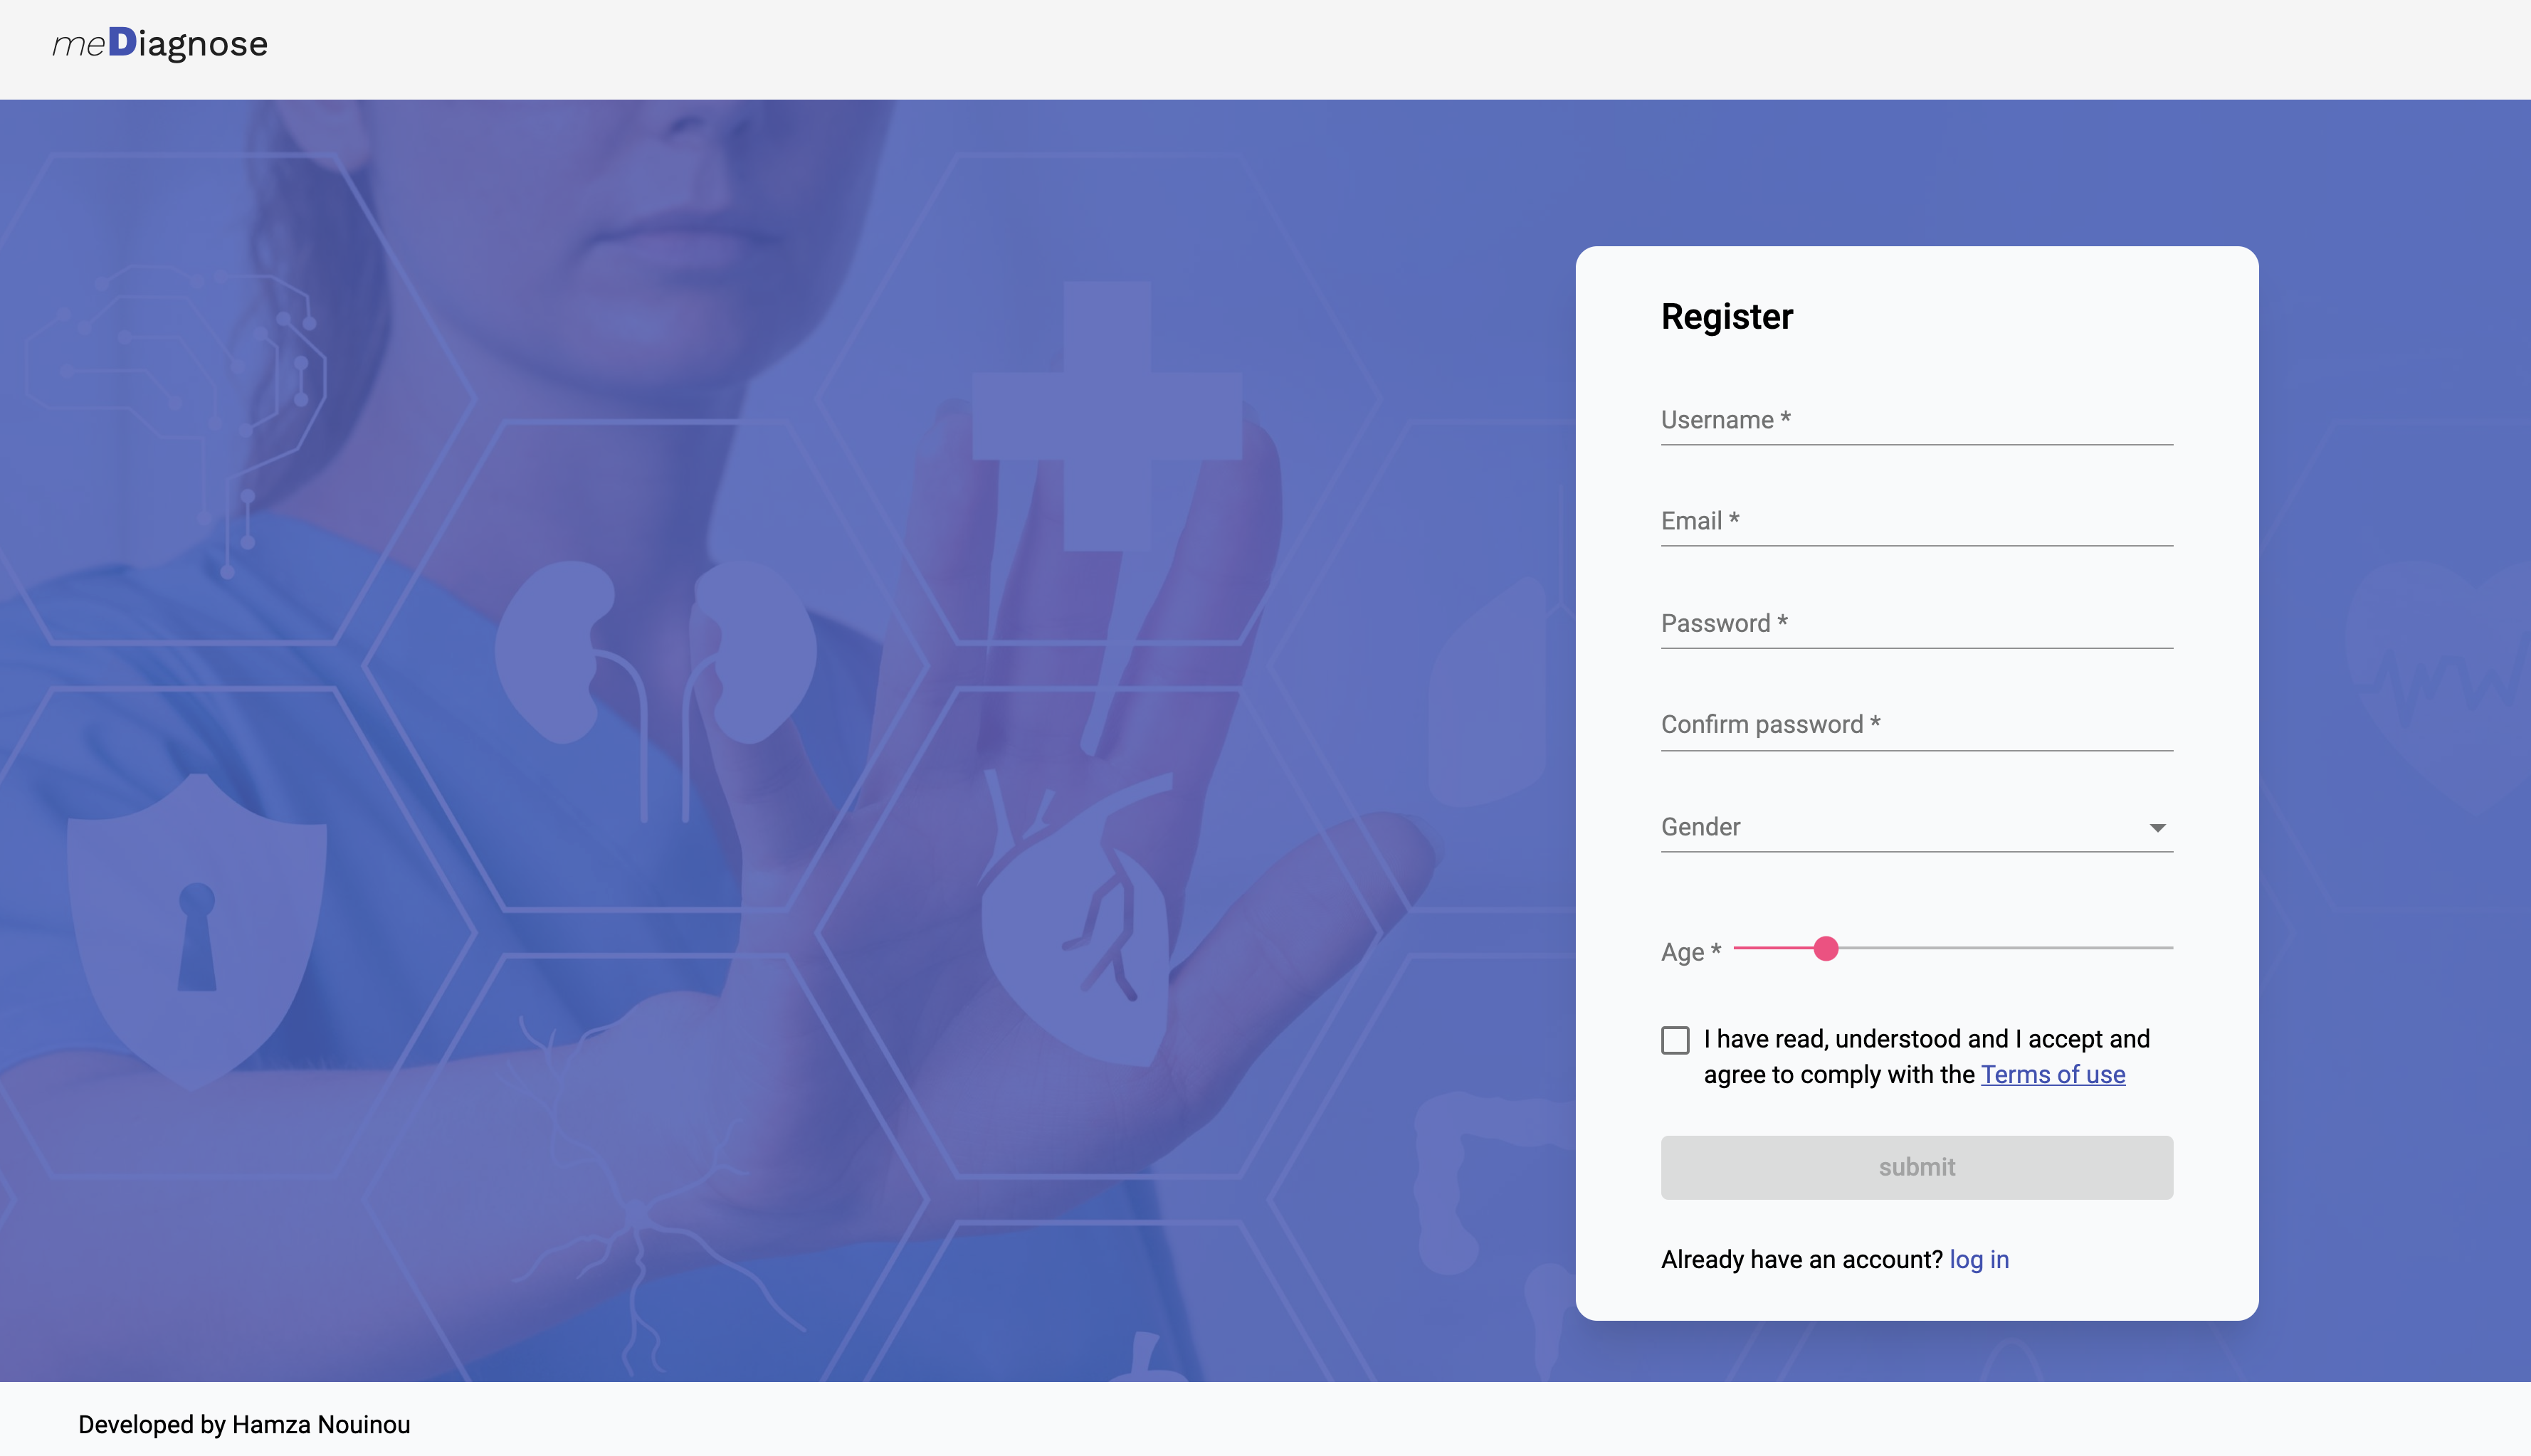 meDiagnose
Register
Username *
Email *
Password *
Confirm password *
Gender
Age *
I have read, understood and I accept and
agree to comply with the Terms of use
submit
Already have an account? log in
Developed by Hamza Nouinou